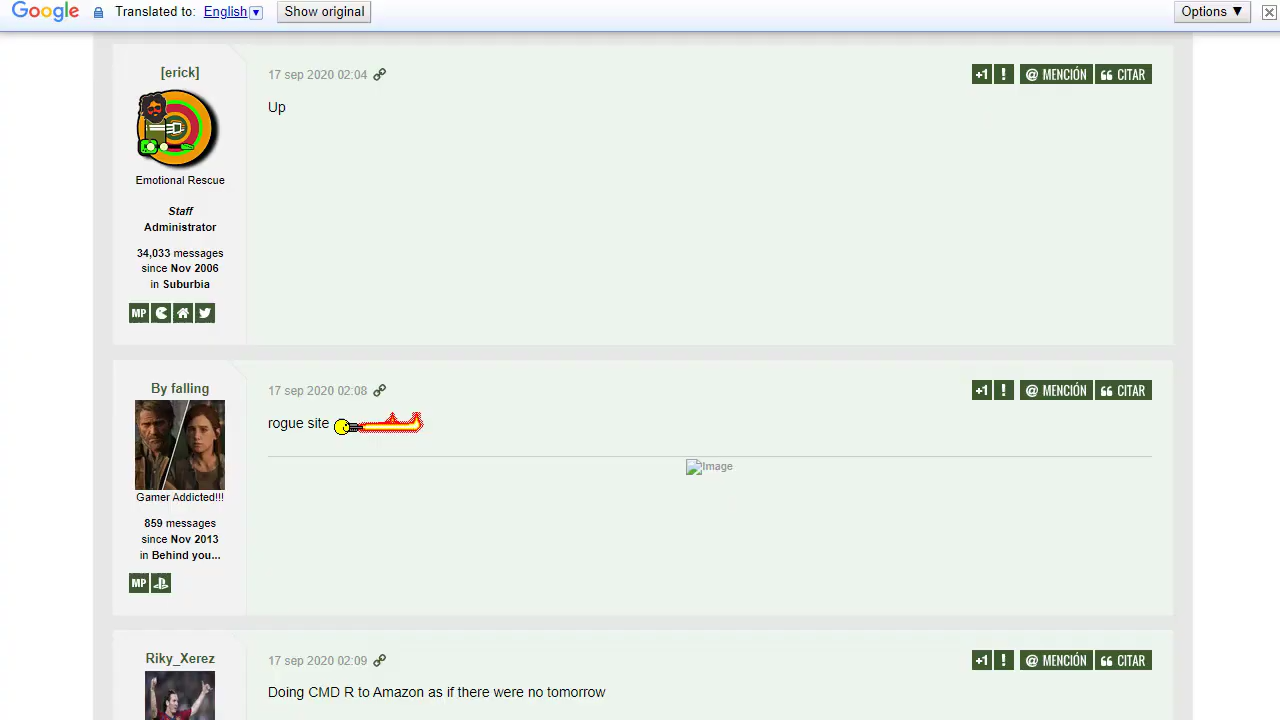 Google Translated to: English ▼ Show original Options ▼
[erick]
17 sep 2020 02:04
+1 ! @ MENCIÓN CITAR
Up
Emotional Rescue
Staff
Administrator
34,033 messages
since Nov 2006
in Suburbia
MP
By falling
17 sep 2020 02:08
+1 ! @ MENCIÓN CITAR
rogue site
Image
Gamer Addicted!!!
859 messages
since Nov 2013
in Behind you...
MP
Riky_Xerez
17 sep 2020 02:09
+1 ! @ MENCIÓN CITAR
Doing CMD R to Amazon as if there were no tomorrow